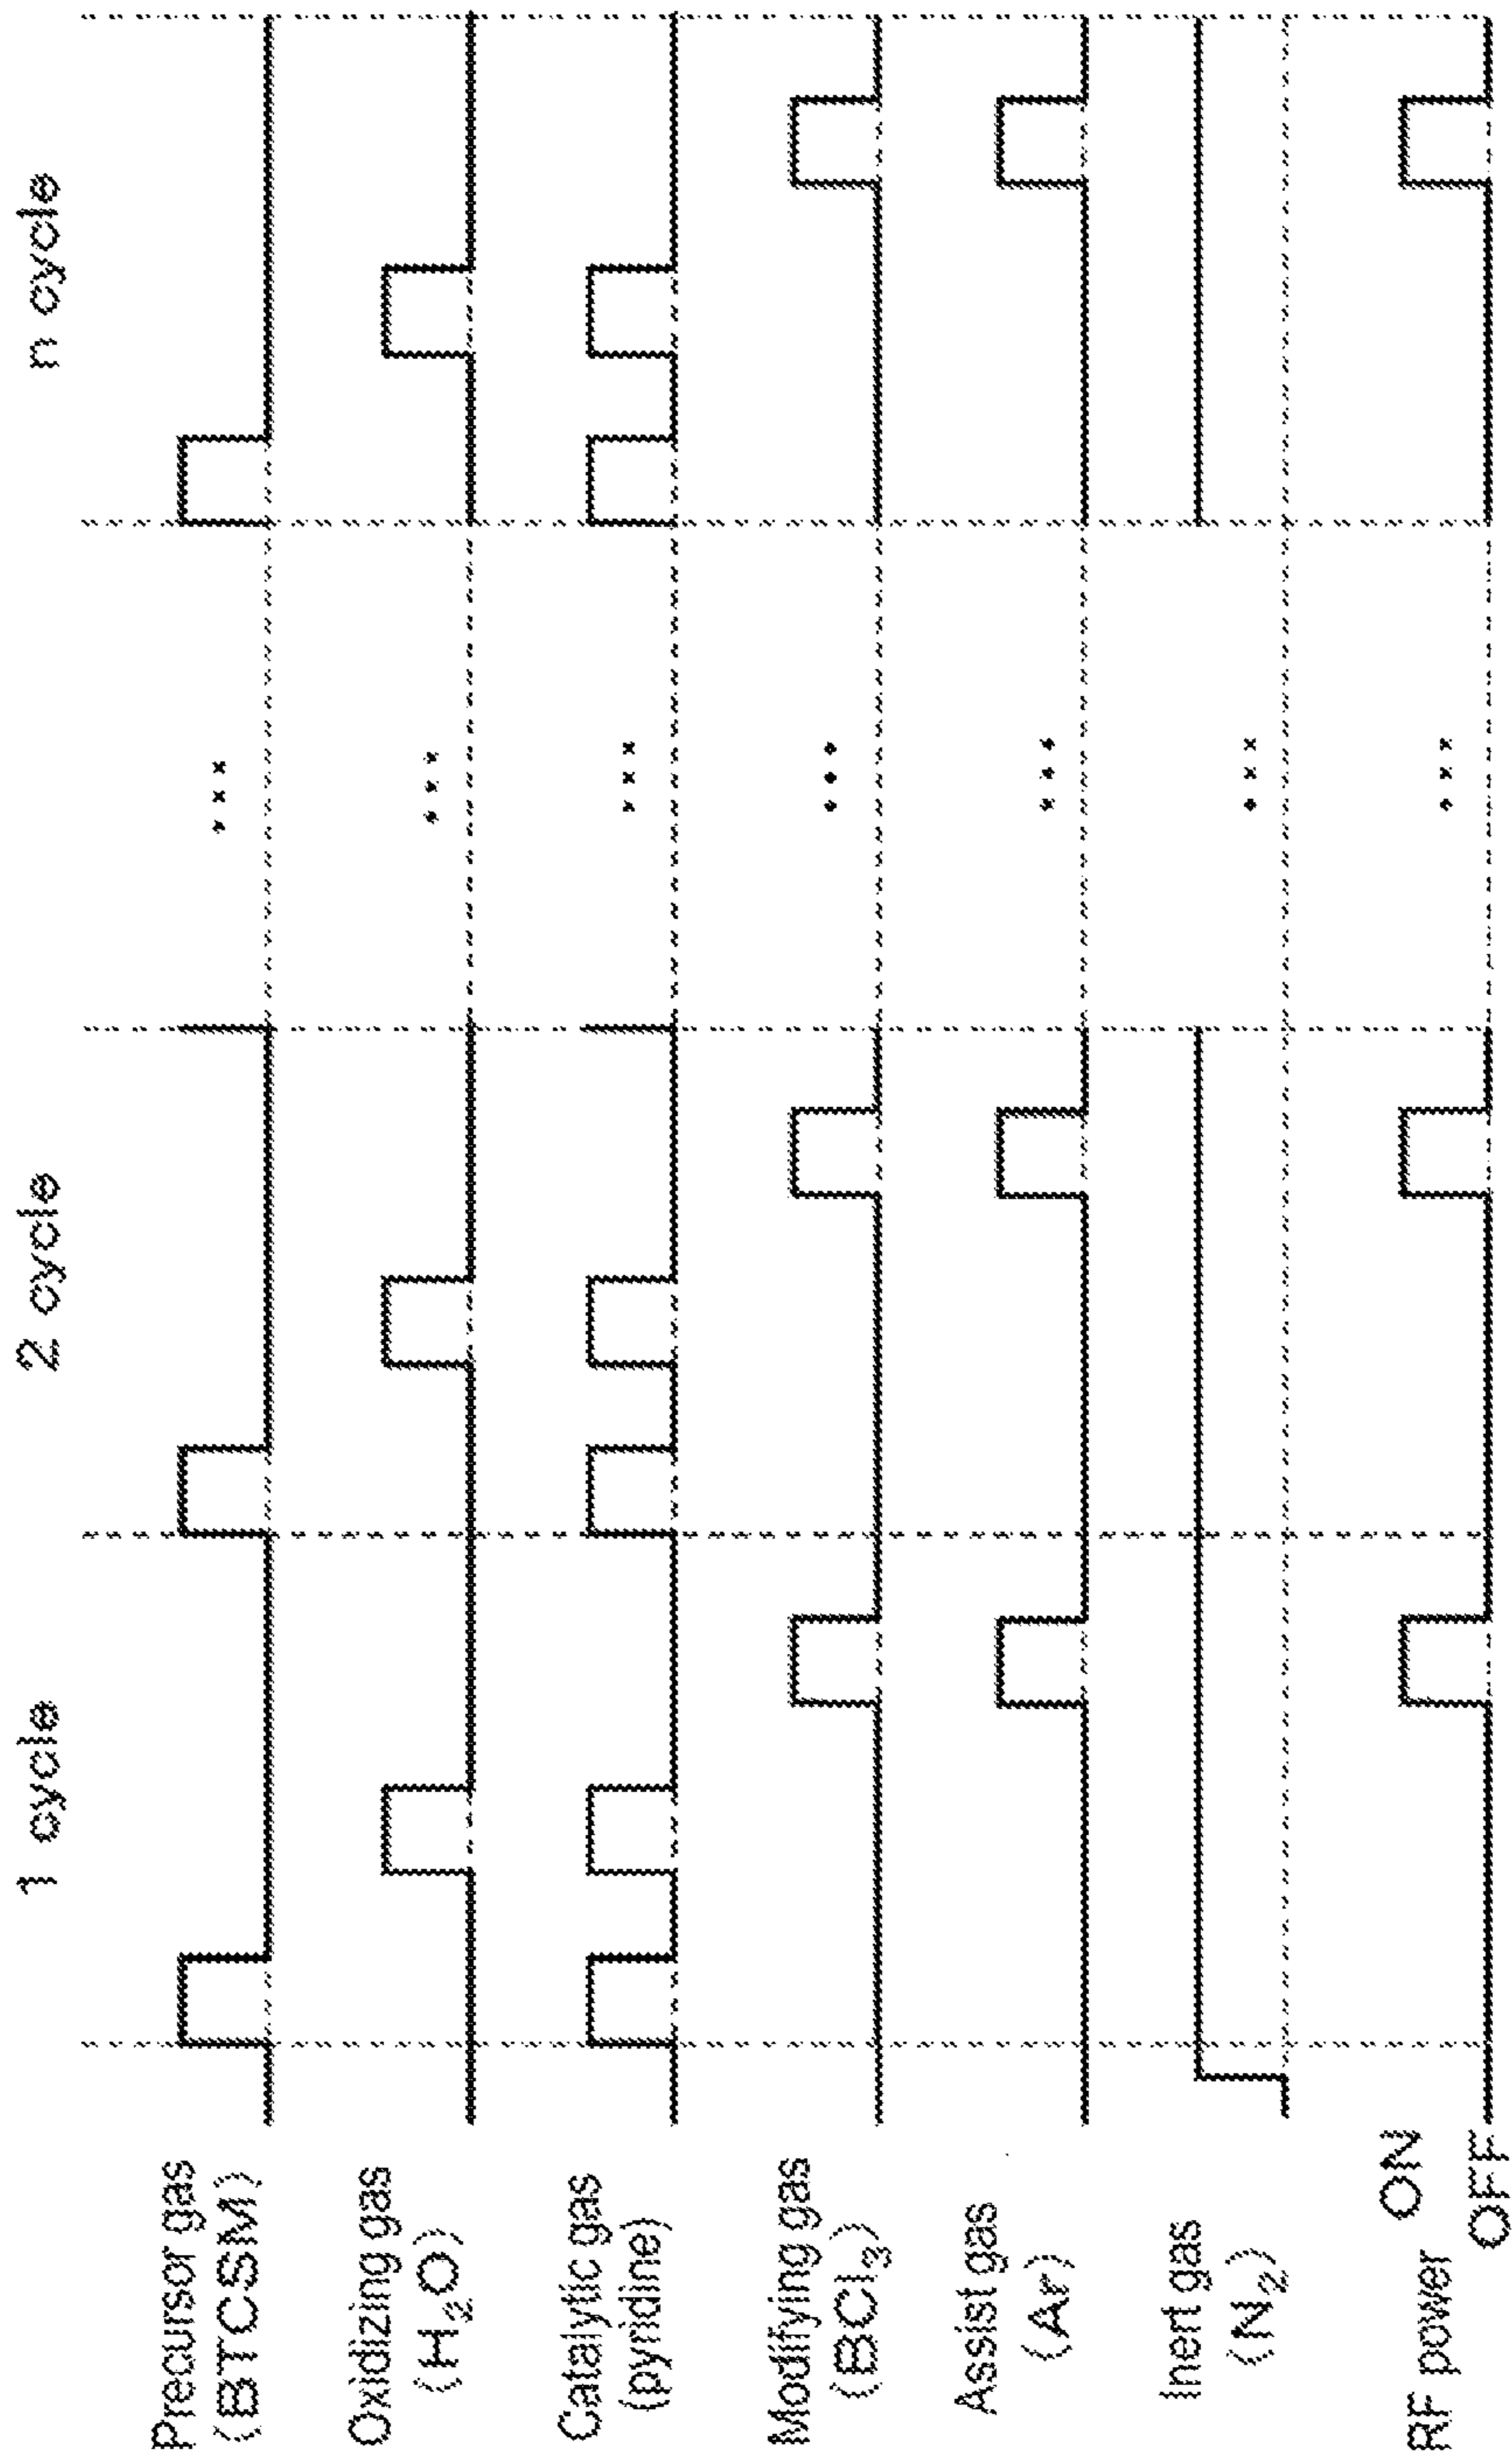 1 cycle
2 cycle
n cycle
Precursor gas
(BTCSM)
Oxidizing gas
(H₂O)
Catalytic gas
(pyridine)
Modifying gas
(BCl₃)
Assist gas
(Ar)
Inert gas
(N₂)
RF power
ON
OFF